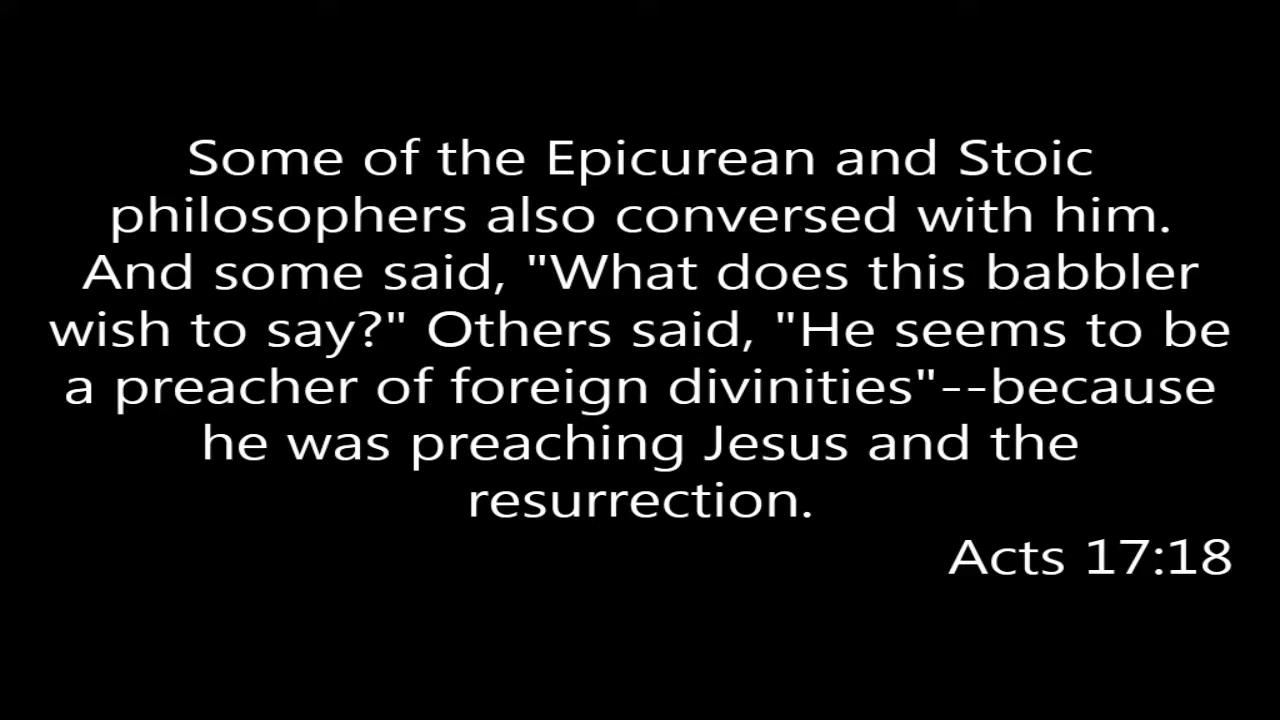 Some of the Epicurean and Stoic
philosophers also conversed with him.
And some said, "What does this babbler
wish to say?" Others said, "He seems to be
a preacher of foreign divinities"--because
he was preaching Jesus and the
resurrection.
Acts 17:18